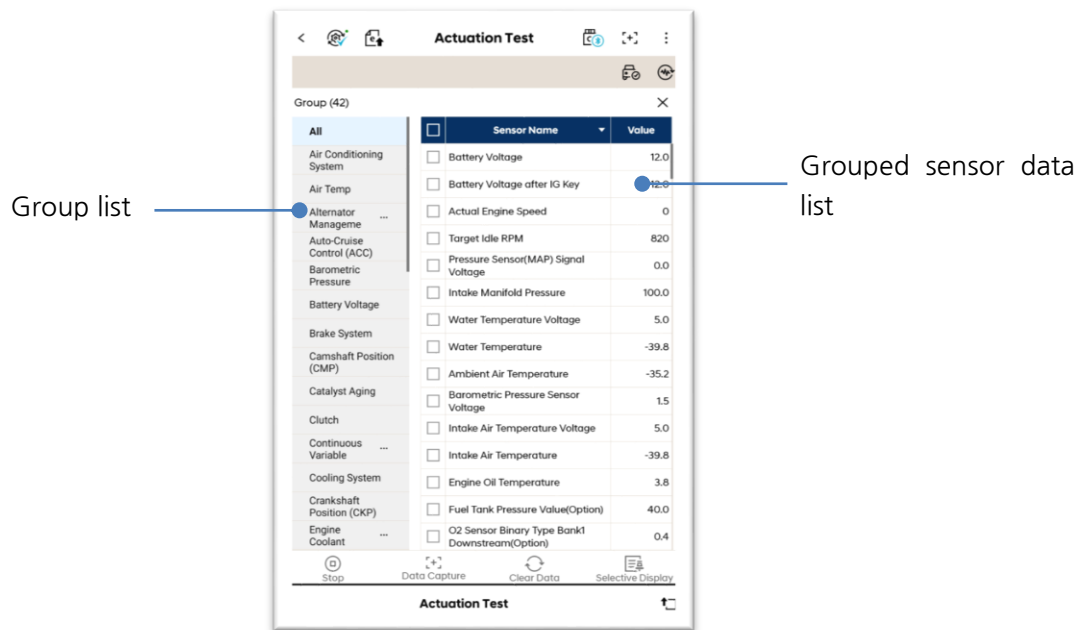 Actuation Test
Group (42)
All
Air Conditioning
System
Air Temp
Alternator ...
Manageme
Auto-Cruise
Control (ACC)
Barometric
Pressure
Battery Voltage
Brake System
Camshaft Position
(CMP)
Catalyst Aging
Clutch
Continuous ...
Variable
Cooling System
Crankshaft
Position (CKP)
Engine ...
Coolant
Sensor Name Value
Battery Voltage 12.0
Battery Voltage after IG Key 12.0
Actual Engine Speed 0
Target Idle RPM 820
Pressure Sensor(MAP) Signal
Voltage 0.0
Intake Manifold Pressure 100.0
Water Temperature Voltage 5.0
Water Temperature -39.8
Ambient Air Temperature -35.2
Barometric Pressure Sensor
Voltage 1.5
Intake Air Temperature Voltage 5.0
Intake Air Temperature -39.8
Engine Oil Temperature 3.8
Fuel Tank Pressure Value(Option) 40.0
O2 Sensor Binary Type Bank1
Downstream(Option) 0.4
Stop Data Capture Clear Data Selective Display
Actuation Test
Group list
Grouped sensor data
list